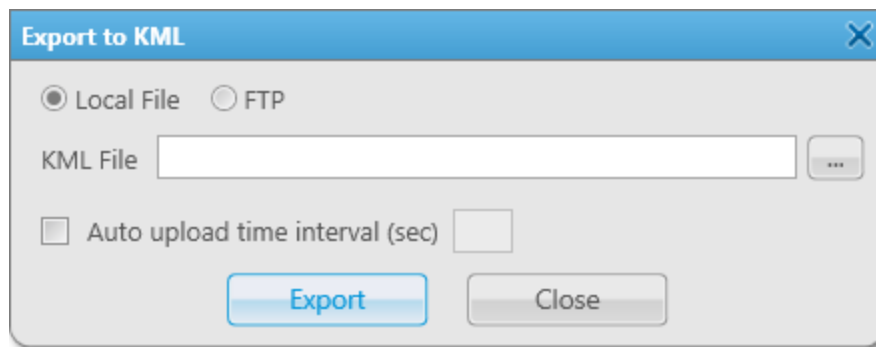 Export to KML
Local File FTP
KML File ...
Auto upload time interval (sec)
Export Close